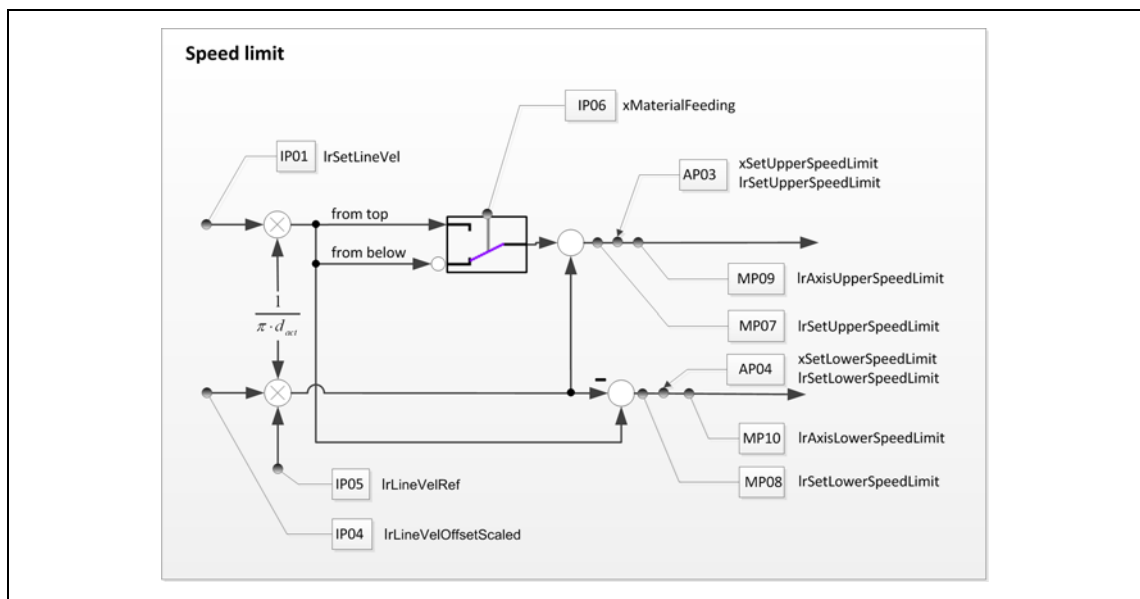 Speed limit
IP06 xMaterialFeeding
IP01 lrSetLineVel
AP03 xSetUpperSpeedLimit
lrSetUpperSpeedLimit
from top
from below
MP09 lrAxisUpperSpeedLimit
1
π · d_act
MP07 lrSetUpperSpeedLimit
AP04 xSetLowerSpeedLimit
lrSetLowerSpeedLimit
MP10 lrAxisLowerSpeedLimit
IP05 lrLineVelRef
MP08 lrSetLowerSpeedLimit
IP04 lrLineVelOffsetScaled